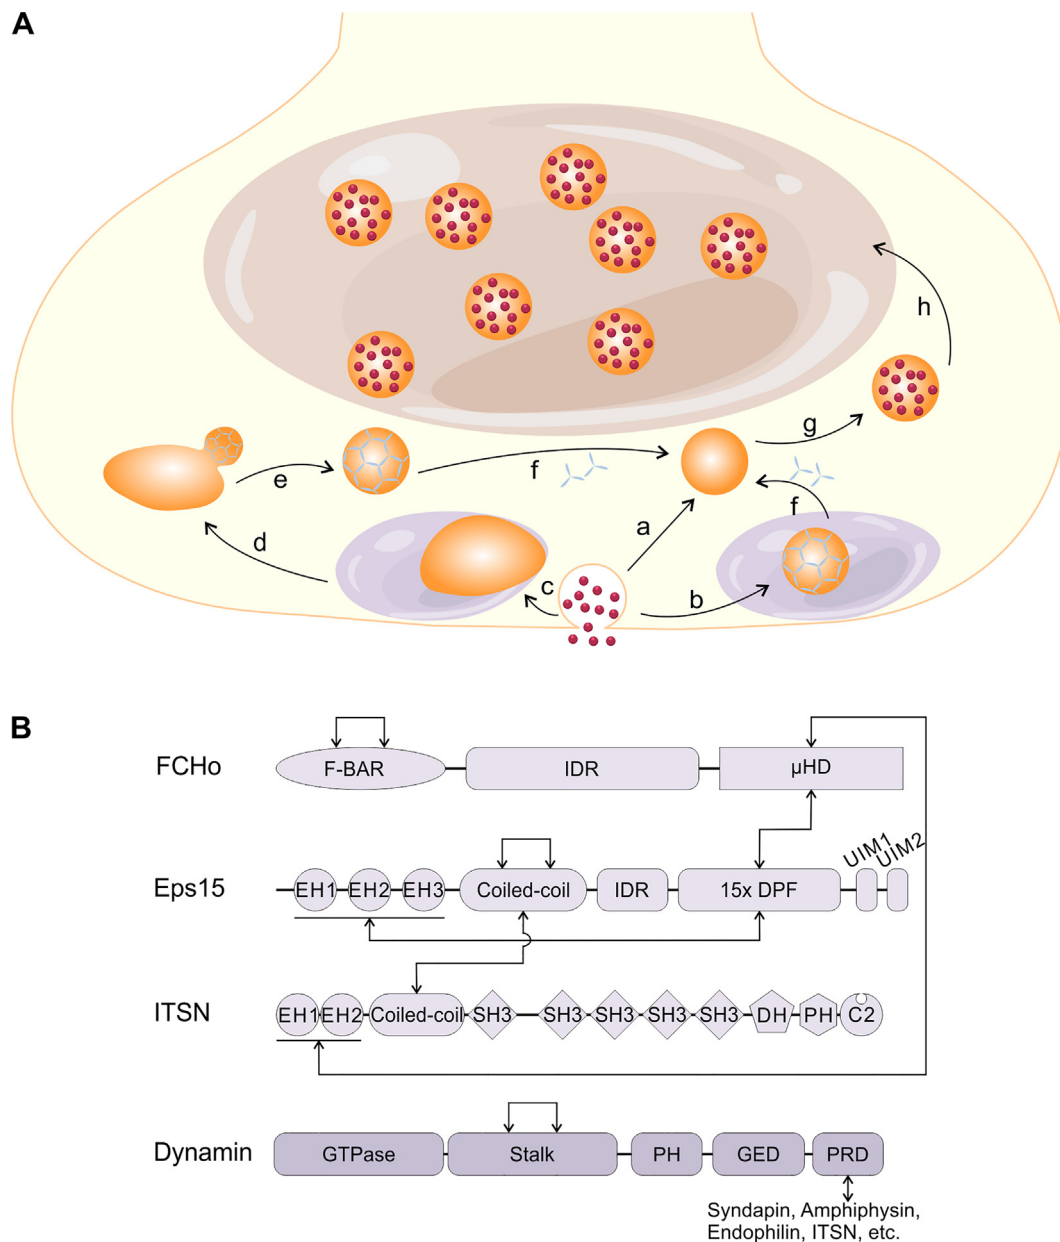 A
h
g
e
f
f
a
d
c
b
B
FCHo
F-BAR
IDR
µHD
UIM1
UIM2
Eps15
EH1
EH2
EH3
Coiled-coil
IDR
15x DPF
ITSN
EH1
EH2
Coiled-coil
SH3
SH3
SH3
SH3
SH3
DH
PH
C2
Dynamin
GTPase
Stalk
PH
GED
PRD
Syndapin, Amphiphysin,
Endophilin, ITSN, etc.